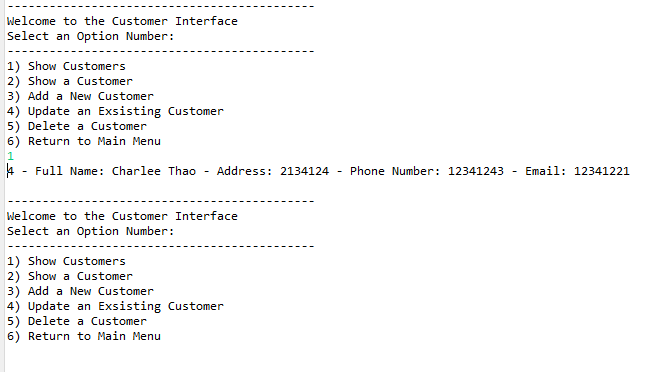 --------------------------------------------
Welcome to the Customer Interface
Select an Option Number:
--------------------------------------------
1) Show Customers
2) Show a Customer
3) Add a New Customer
4) Update an Exsisting Customer
5) Delete a Customer
6) Return to Main Menu
1
4 - Full Name: Charlee Thao - Address: 2134124 - Phone Number: 12341243 - Email: 12341221
--------------------------------------------
Welcome to the Customer Interface
Select an Option Number:
--------------------------------------------
1) Show Customers
2) Show a Customer
3) Add a New Customer
4) Update an Exsisting Customer
5) Delete a Customer
6) Return to Main Menu